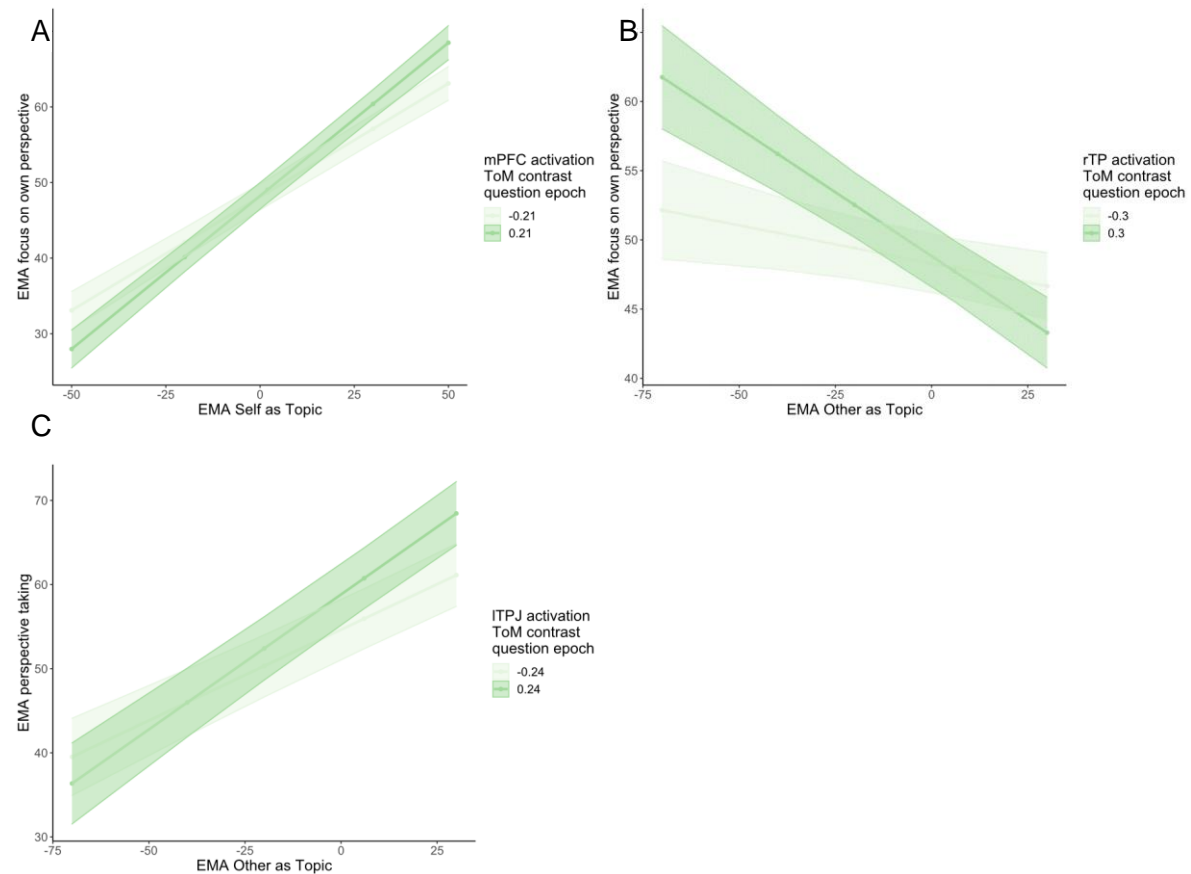 A
EMA focus on own perspective
60
50
40
30
-50
-25
0
25
50
EMA Self as Topic
mPFC activation
ToM contrast
question epoch
-0.21
0.21
B
EMA focus on own perspective
60
55
50
45
40
-75
-50
-25
0
25
EMA Other as Topic
rTP activation
ToM contrast
question epoch
-0.3
0.3
C
EMA perspective taking
70
60
50
40
30
-75
-50
-25
0
25
EMA Other as Topic
lTPJ activation
ToM contrast
question epoch
-0.24
0.24